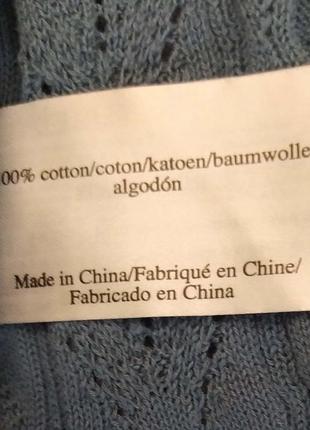 00% cotton/coton/katoen/baumwolle
algodón
Made in China/Fabriqué en Chine/
Fabricado en China